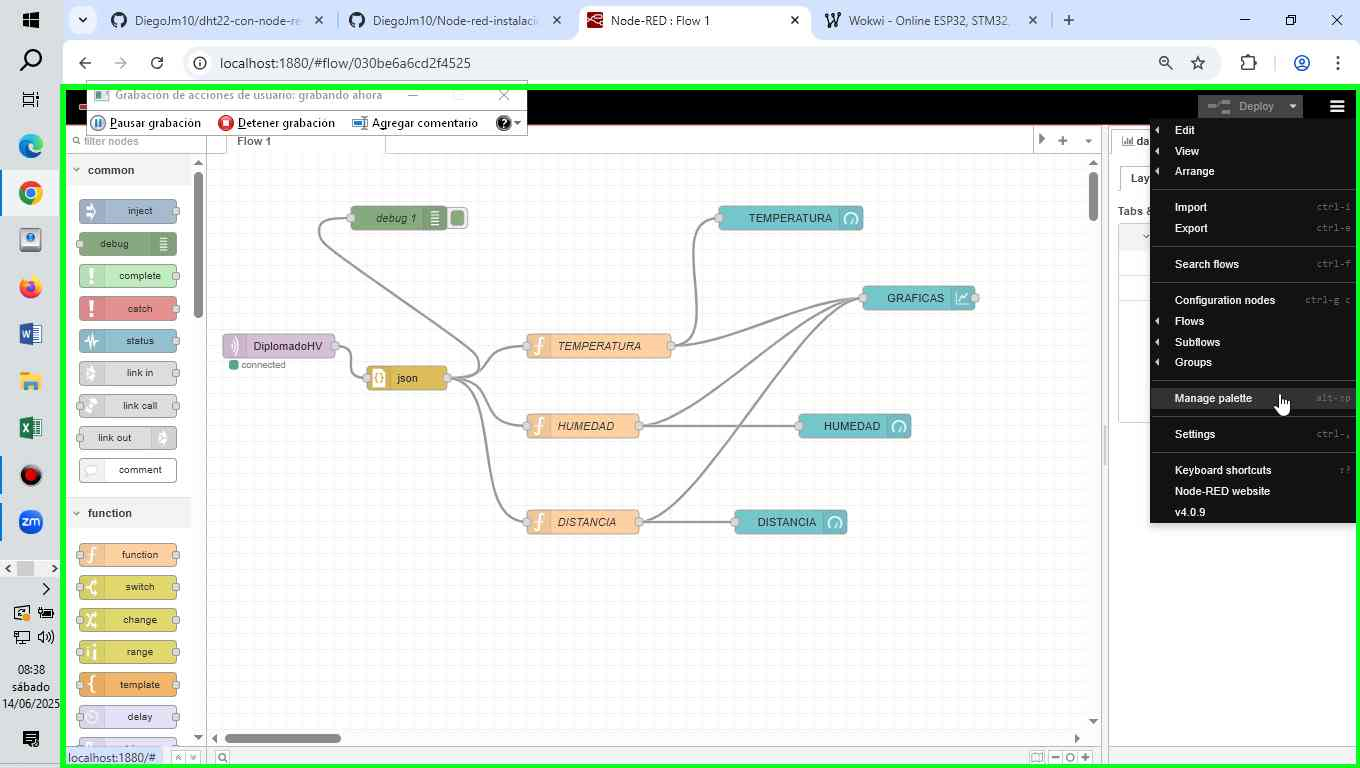 DiegoJm10/dht22-con-node-re
DiegoJm10/Node-red-instalacio
Node-RED : Flow 1
Wokwi - Online ESP32, STM32,
localhost:1880/#flow/030be6a6cd2f4525
Grabación de acciones de usuario: grabando ahora
Pausar grabación
Detener grabación
Agregar comentario
Deploy
filter nodes
Flow 1
common
inject
debug
complete
catch
status
link in
link call
link out
comment
function
function
switch
change
range
template
delay
debug 1
DiplomadoHV
connected
json
TEMPERATURA
HUMEDAD
DISTANCIA
TEMPERATURA
GRAFICAS
HUMEDAD
DISTANCIA
da
Lay
Tabs &
Edit
View
Arrange
Import ctrl-i
Export ctrl-e
Search flows ctrl-f
Configuration nodes ctrl-g c
Flows
Subflows
Groups
Manage palette alt-⇧p
Settings ctrl-,
Keyboard shortcuts ⇧?
Node-RED website
v4.0.9
zm
08:38
sábado
14/06/2025
localhost:1880/#